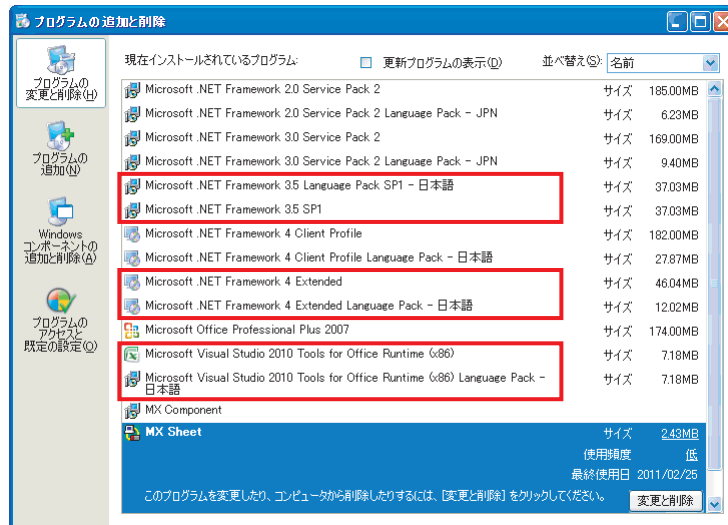 プログラムの追加と削除
現在インストールされているプログラム:
更新プログラムの表示(D)
並べ替え(S):
名前
プログラムの
変更と削除(H)
プログラムの
追加(N)
Windows
コンポーネントの
追加と削除(A)
プログラムの
アクセスと
既定の設定(O)
Microsoft .NET Framework 2.0 Service Pack 2 サイズ 185.00MB
Microsoft .NET Framework 2.0 Service Pack 2 Language Pack - JPN サイズ 6.23MB
Microsoft .NET Framework 3.0 Service Pack 2 サイズ 169.00MB
Microsoft .NET Framework 3.0 Service Pack 2 Language Pack - JPN サイズ 9.40MB
Microsoft .NET Framework 3.5 Language Pack SP1 - 日本語 サイズ 37.03MB
Microsoft .NET Framework 3.5 SP1 サイズ 37.03MB
Microsoft .NET Framework 4 Client Profile サイズ 182.00MB
Microsoft .NET Framework 4 Client Profile Language Pack - 日本語 サイズ 27.87MB
Microsoft .NET Framework 4 Extended サイズ 46.04MB
Microsoft .NET Framework 4 Extended Language Pack - 日本語 サイズ 12.02MB
Microsoft Office Professional Plus 2007 サイズ 174.00MB
Microsoft Visual Studio 2010 Tools for Office Runtime (x86) サイズ 7.18MB
Microsoft Visual Studio 2010 Tools for Office Runtime (x86) Language Pack - サイズ 7.18MB
日本語
MX Component
MX Sheet サイズ 2.43MB
使用頻度 低
最終使用日 2011/02/25
このプログラムを変更したり、コンピュータから削除したりするには、[変更と削除] をクリックしてください。
変更と削除